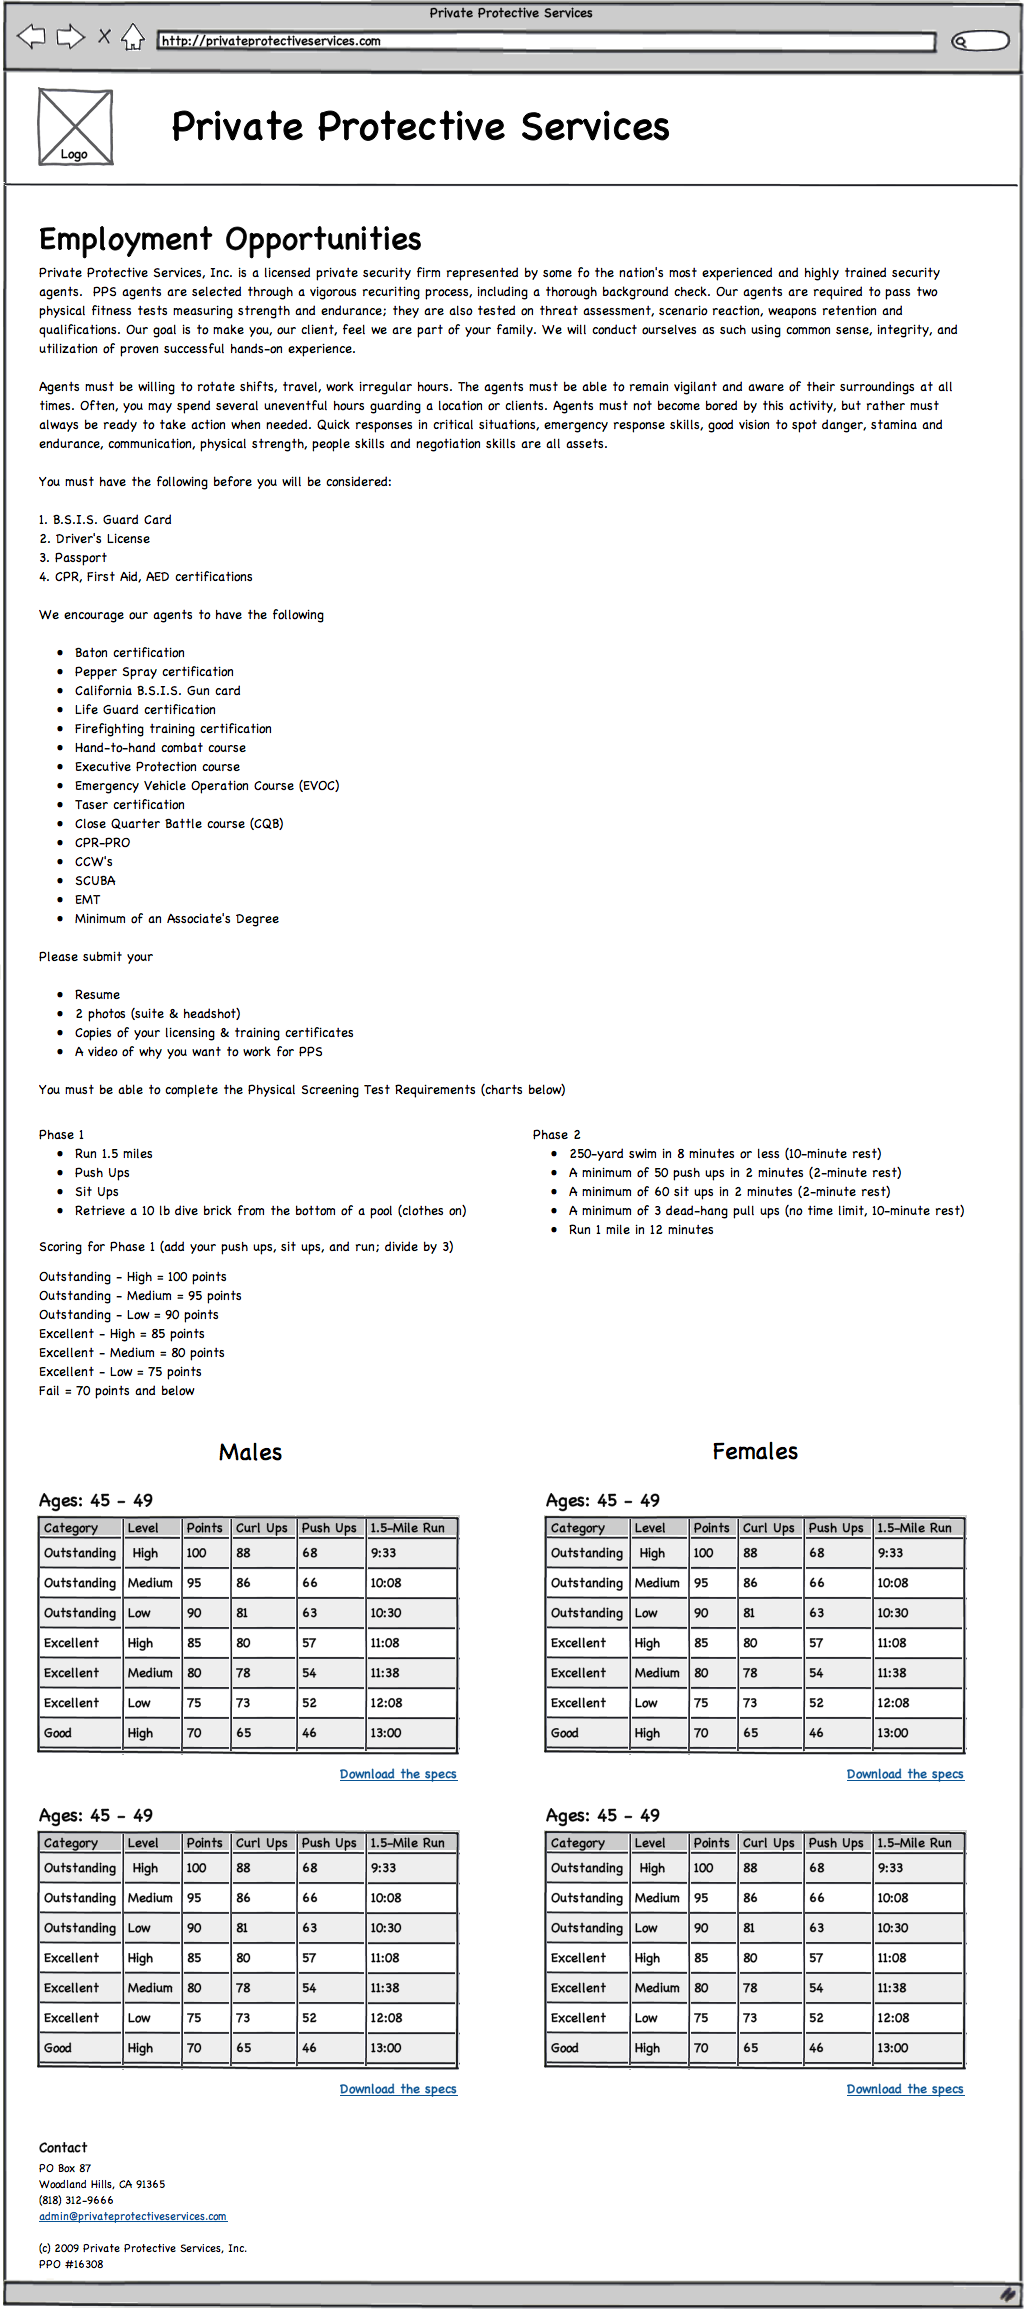 Private Protective Services
http://privateprotectiveservices.com
Logo
Private Protective Services
Employment Opportunities
Private Protective Services, Inc. is a licensed private security firm represented by some fo the nation's most experienced and highly trained security
agents.  PPS agents are selected through a vigorous recuriting process, including a thorough background check. Our agents are required to pass two
physical fitness tests measuring strength and endurance; they are also tested on threat assessment, scenario reaction, weapons retention and
qualifications. Our goal is to make you, our client, feel we are part of your family. We will conduct ourselves as such using common sense, integrity, and
utilization of proven successful hands-on experience.
Agents must be willing to rotate shifts, travel, work irregular hours. The agents must be able to remain vigilant and aware of their surroundings at all
times. Often, you may spend several uneventful hours guarding a location or clients. Agents must not become bored by this activity, but rather must
always be ready to take action when needed. Quick responses in critical situations, emergency response skills, good vision to spot danger, stamina and
endurance, communication, physical strength, people skills and negotiation skills are all assets.
You must have the following before you will be considered:
1. B.S.I.S. Guard Card
2. Driver's License
3. Passport
4. CPR, First Aid, AED certifications
We encourage our agents to have the following
• Baton certification
• Pepper Spray certification
• California B.S.I.S. Gun card
• Life Guard certification
• Firefighting training certification
• Hand-to-hand combat course
• Executive Protection course
• Emergency Vehicle Operation Course (EVOC)
• Taser certification
• Close Quarter Battle course (CQB)
• CPR-PRO
• CCW's
• SCUBA
• EMT
• Minimum of an Associate's Degree
Please submit your
• Resume
• 2 photos (suite & headshot)
• Copies of your licensing & training certificates
• A video of why you want to work for PPS
You must be able to complete the Physical Screening Test Requirements (charts below)
Phase 1
• Run 1.5 miles
• Push Ups
• Sit Ups
• Retrieve a 10 lb dive brick from the bottom of a pool (clothes on)
Phase 2
• 250-yard swim in 8 minutes or less (10-minute rest)
• A minimum of 50 push ups in 2 minutes (2-minute rest)
• A minimum of 60 sit ups in 2 minutes (2-minute rest)
• A minimum of 3 dead-hang pull ups (no time limit, 10-minute rest)
• Run 1 mile in 12 minutes
Scoring for Phase 1 (add your push ups, sit ups, and run; divide by 3)
Outstanding - High = 100 points
Outstanding - Medium = 95 points
Outstanding - Low = 90 points
Excellent - High = 85 points
Excellent - Medium = 80 points
Excellent - Low = 75 points
Fail = 70 points and below
Males
Ages: 45 - 49
Category Level Points Curl Ups Push Ups 1.5-Mile Run
Outstanding High 100 88 68 9:33
Outstanding Medium 95 86 66 10:08
Outstanding Low 90 81 63 10:30
Excellent High 85 80 57 11:08
Excellent Medium 80 78 54 11:38
Excellent Low 75 73 52 12:08
Good High 70 65 46 13:00
Download the specs
Ages: 45 - 49
Category Level Points Curl Ups Push Ups 1.5-Mile Run
Outstanding High 100 88 68 9:33
Outstanding Medium 95 86 66 10:08
Outstanding Low 90 81 63 10:30
Excellent High 85 80 57 11:08
Excellent Medium 80 78 54 11:38
Excellent Low 75 73 52 12:08
Good High 70 65 46 13:00
Download the specs
Females
Ages: 45 - 49
Category Level Points Curl Ups Push Ups 1.5-Mile Run
Outstanding High 100 88 68 9:33
Outstanding Medium 95 86 66 10:08
Outstanding Low 90 81 63 10:30
Excellent High 85 80 57 11:08
Excellent Medium 80 78 54 11:38
Excellent Low 75 73 52 12:08
Good High 70 65 46 13:00
Download the specs
Ages: 45 - 49
Category Level Points Curl Ups Push Ups 1.5-Mile Run
Outstanding High 100 88 68 9:33
Outstanding Medium 95 86 66 10:08
Outstanding Low 90 81 63 10:30
Excellent High 85 80 57 11:08
Excellent Medium 80 78 54 11:38
Excellent Low 75 73 52 12:08
Good High 70 65 46 13:00
Download the specs
Contact
PO Box 87
Woodland Hills, CA 91365
(818) 312-9666
admin@privateprotectiveservices.com
(c) 2009 Private Protective Services, Inc.
PPO #16308